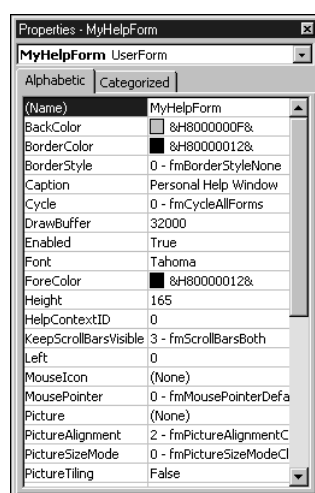 Properties - MyHelpForm
MyHelpForm UserForm
Alphabetic Categorized
(Name) MyHelpForm
BackColor &H8000000F&
BorderColor &H80000012&
BorderStyle 0 - fmBorderStyleNone
Caption Personal Help Window
Cycle 0 - fmCycleAllForms
DrawBuffer 32000
Enabled True
Font Tahoma
ForeColor &H80000012&
Height 165
HelpContextID 0
KeepScrollBarsVisible 3 - fmScrollBarsBoth
Left 0
MouseIcon (None)
MousePointer 0 - fmMousePointerDefa
Picture (None)
PictureAlignment 2 - fmPictureAlignmentC
PictureSizeMode 0 - fmPictureSizeModeCl
PictureTiling False